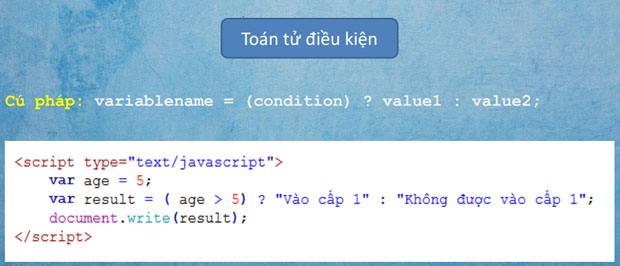 Toán tử điều kiện
Cú pháp: variablename = (condition) ? value1 : value2;
<script type="text/javascript">
var age = 5;
var result = ( age > 5) ? "Vào cấp 1" : "Không được vào cấp 1";
document.write(result);
</script>